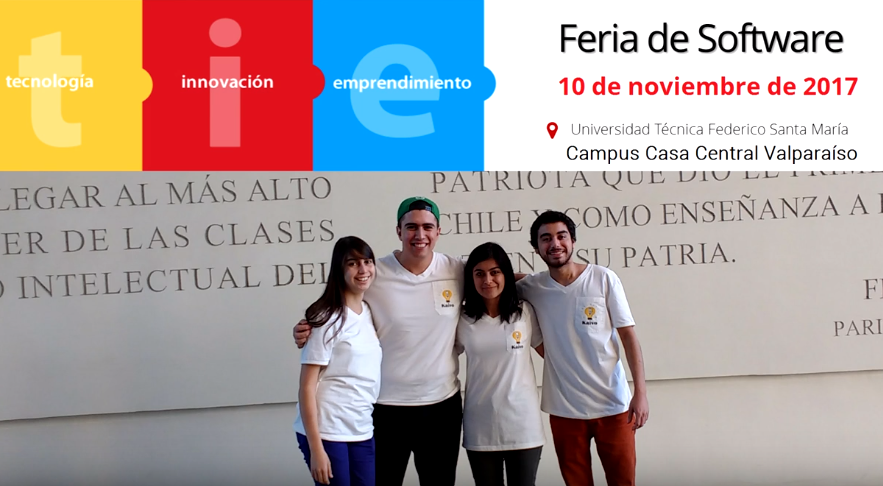 t i e
tecnología innovación emprendimiento
Feria de Software
10 de noviembre de 2017
Universidad Técnica Federico Santa María
Campus Casa Central Valparaíso
LEGAR AL MÁS ALTO
ER DE LAS CLASES
O INTELECTUAL DEL
PATRIOTA QUE DIO
CHILE Y COMO ENSEÑANZA A
SU PATRIA.